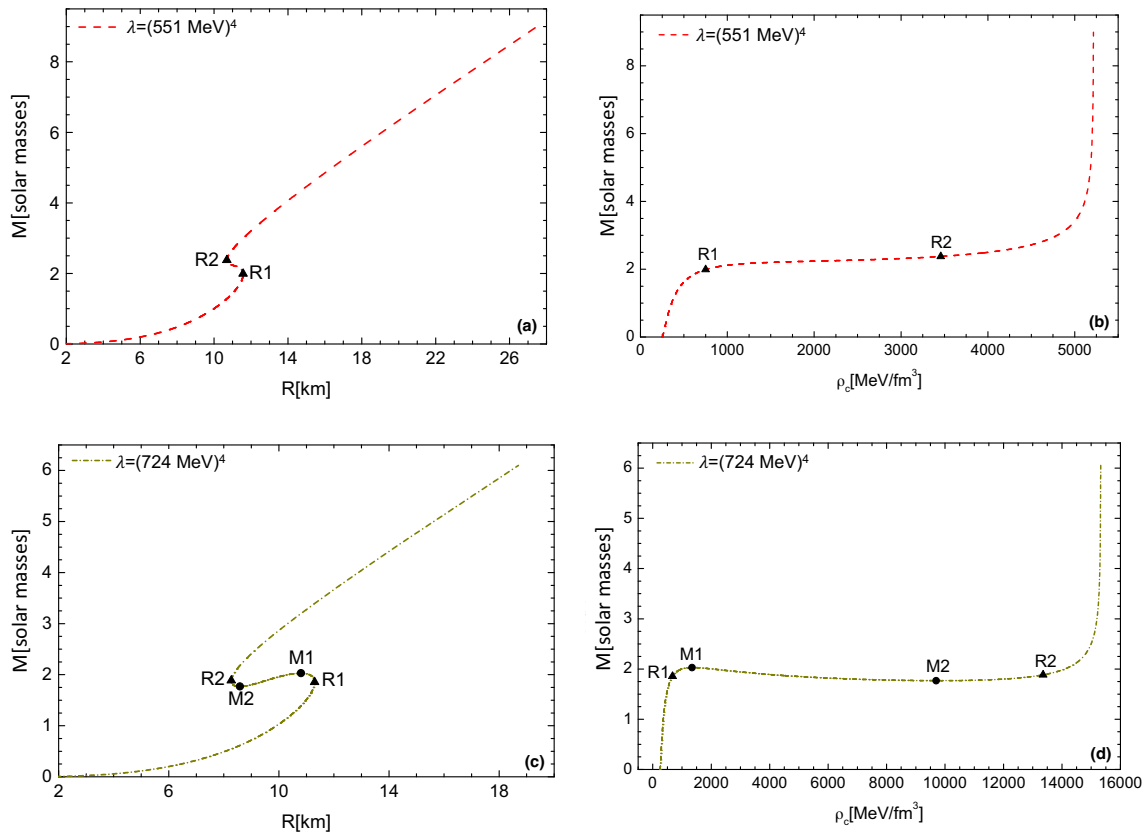 λ=(551 MeV)⁴
M[solar masses]
8
6
4
2
0
R2
R1
(a)
2
6
10
14
18
22
26
R[km]
λ=(551 MeV)⁴
M[solar masses]
8
6
4
2
0
R1
R2
(b)
0
1000
2000
3000
4000
5000
ρc[MeV/fm³]
λ=(724 MeV)⁴
M[solar masses]
6
5
4
3
2
1
0
M1
R2
M2
R1
(c)
2
6
10
14
18
R[km]
λ=(724 MeV)⁴
M[solar masses]
6
5
4
3
2
1
0
M1
R1
M2
R2
(d)
0
2000
4000
6000
8000
10000
12000
14000
16000
ρc[MeV/fm³]